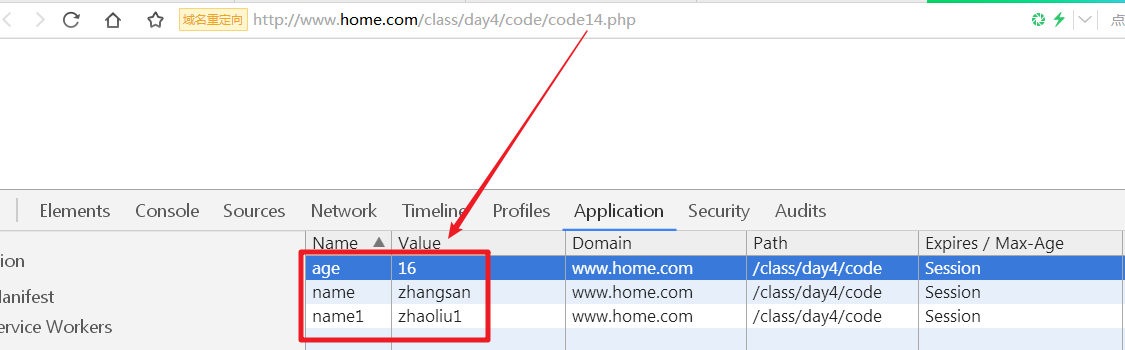 域名重定向 http://www.home.com/class/day4/code/code14.php 点
Elements Console Sources Network Timeline Profiles Application Security Audits
Name Value Domain Path Expires / Max-Age
ion
age 16 www.home.com /class/day4/code Session
name zhangsan www.home.com /class/day4/code Session
anifest
name1 zhaoliu1 www.home.com /class/day4/code Session
ervice Workers